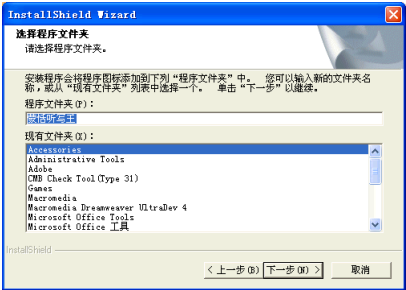 InstallShield Wizard
选择程序文件夹
请选择程序文件夹。
安装程序会将程序图标添加到下列“程序文件夹”中。 您可以输入新的文件夹名
称，或从“现有文件夹”列表中选择一个。 单击“下一步”以继续。
程序文件夹(P)：
蒙恬听写王
现有文件夹(X)：
Accessories
Administrative Tools
Adobe
CMB Check Tool(Type 31)
Games
Macromedia
Macromedia Dreamweaver UltraDev 4
Microsoft Office Tools
Microsoft Office 工具
InstallShield
< 上一步(B) 下一步(N) > 取消